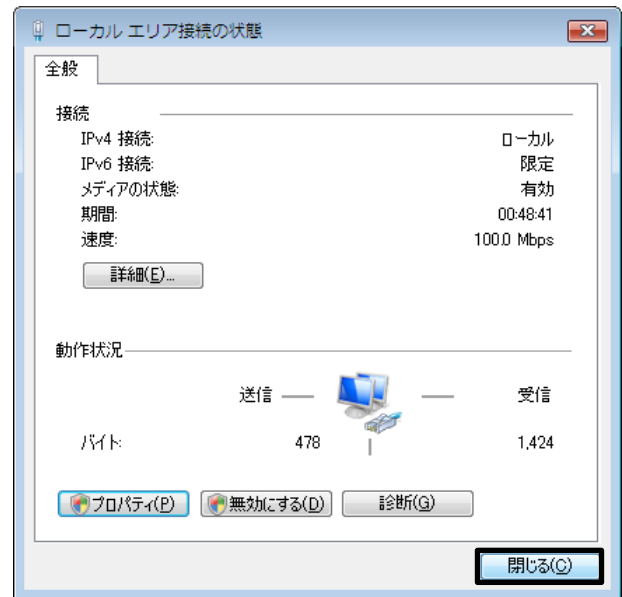 ローカル エリア接続の状態
全般
接続
IPv4 接続: ローカル
IPv6 接続: 限定
メディアの状態: 有効
期間: 00:48:41
速度: 100.0 Mbps
詳細(E)...
動作状況
送信 受信
バイト: 478 1,424
プロパティ(P) 無効にする(D) 診断(G)
閉じる(C)